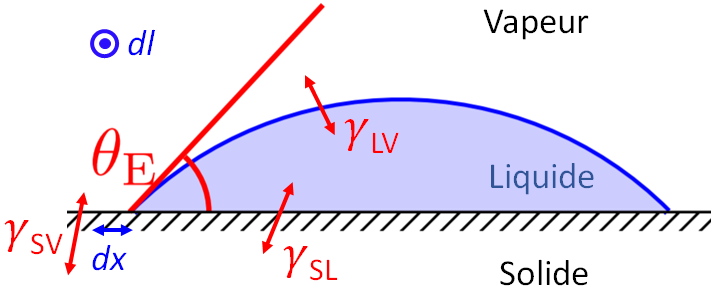 Vapeur
dl
γLV
θE
Liquide
γSV
dx
γSL
Solide